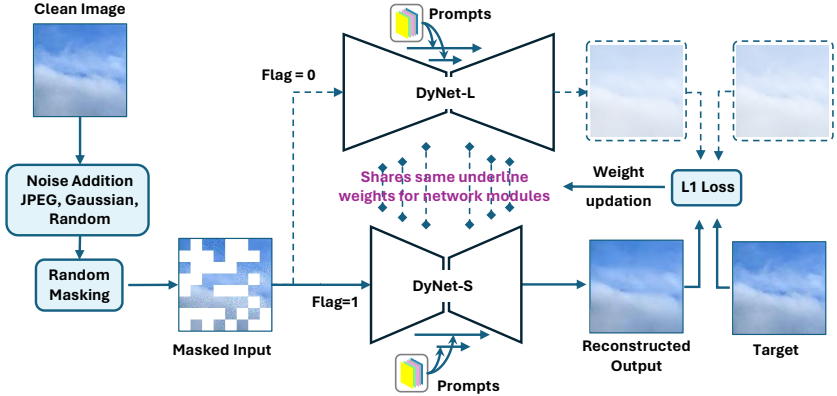 Clean Image
Prompts
Flag = 0
DyNet-L
Noise Addition
JPEG, Gaussian,
Random
Shares same underline
weights for network modules
Weight
updation
L1 Loss
Random
Masking
Flag=1
DyNet-S
Masked Input
Reconstructed
Output
Target
Prompts